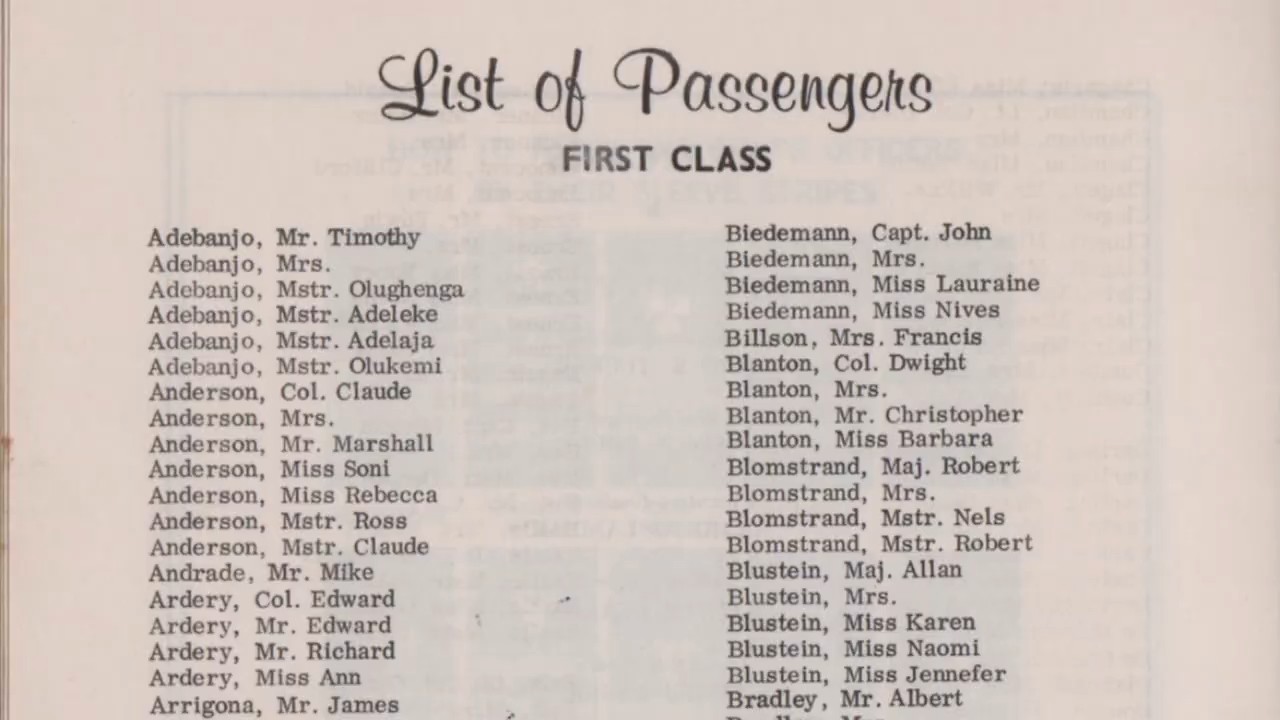 List of Passengers
FIRST CLASS
Adebanjo, Mr. Timothy
Adebanjo, Mrs.
Adebanjo, Mstr. Olughenga
Adebanjo, Mstr. Adeleke
Adebanjo, Mstr. Adelaja
Adebanjo, Mstr. Olukemi
Anderson, Col. Claude
Anderson, Mrs.
Anderson, Mr. Marshall
Anderson, Miss Soni
Anderson, Miss Rebecca
Anderson, Mstr. Ross
Anderson, Mstr. Claude
Andrade, Mr. Mike
Ardery, Col. Edward
Ardery, Mr. Edward
Ardery, Mr. Richard
Ardery, Miss Ann
Arrigona, Mr. James
Biedemann, Capt. John
Biedemann, Mrs.
Biedemann, Miss Lauraine
Biedemann, Miss Nives
Billson, Mrs. Francis
Blanton, Col. Dwight
Blanton, Mrs.
Blanton, Mr. Christopher
Blanton, Miss Barbara
Blomstrand, Maj. Robert
Blomstrand, Mrs.
Blomstrand, Mstr. Nels
Blomstrand, Mstr. Robert
Blustein, Maj. Allan
Blustein, Mrs.
Blustein, Miss Karen
Blustein, Miss Naomi
Blustein, Miss Jennefer
Bradley, Mr. Albert